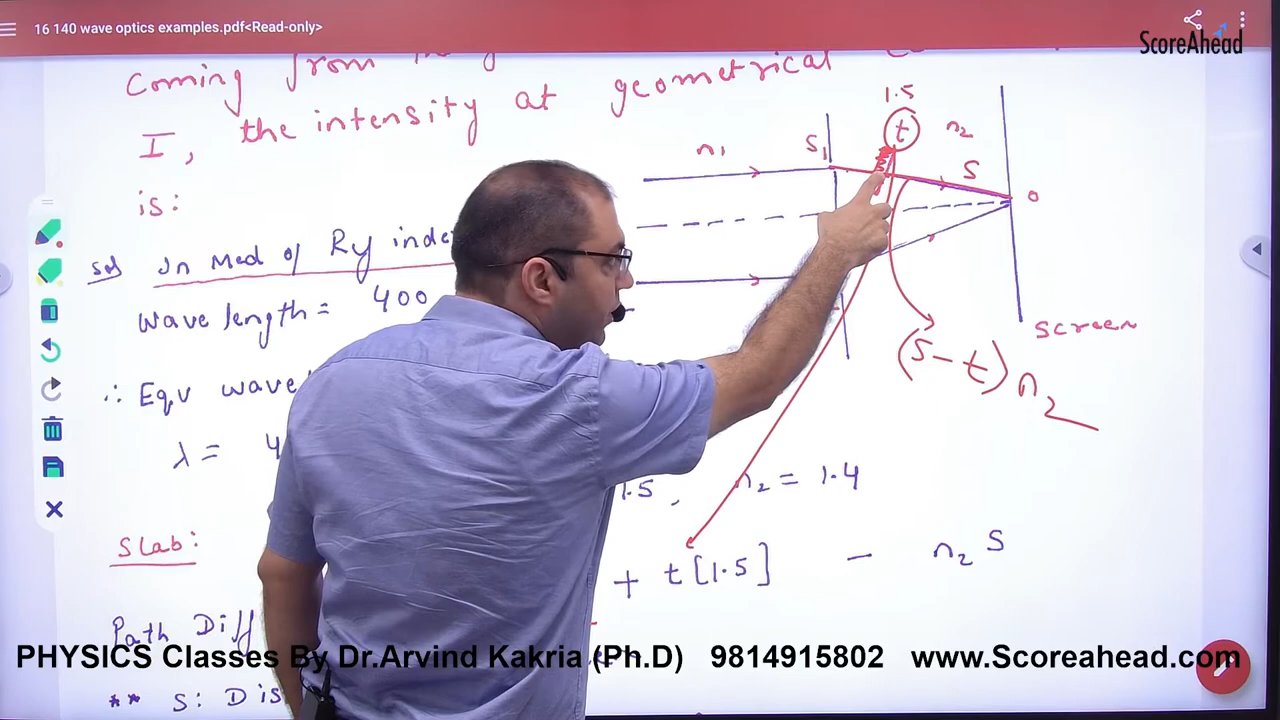 16 140 wave optics examples.pdf<Read-only>
ScoreAhead
Coming from
I, the intensity at geometrical
is:
Sol In Med of Ry inde
wave length = 400
∴ Equ wave
λ = 4
1.5, n₂ = 1.4
Slab:
+ t[1.5] - n₂ S
Path Diff
** S: Dis
1.5
t
n₁
S₁
n₂
S
O
(S - t) n₂
Screen
PHYSICS Classes By Dr.Arvind Kakria (Ph.D) 9814915802 www.Scoreahead.com